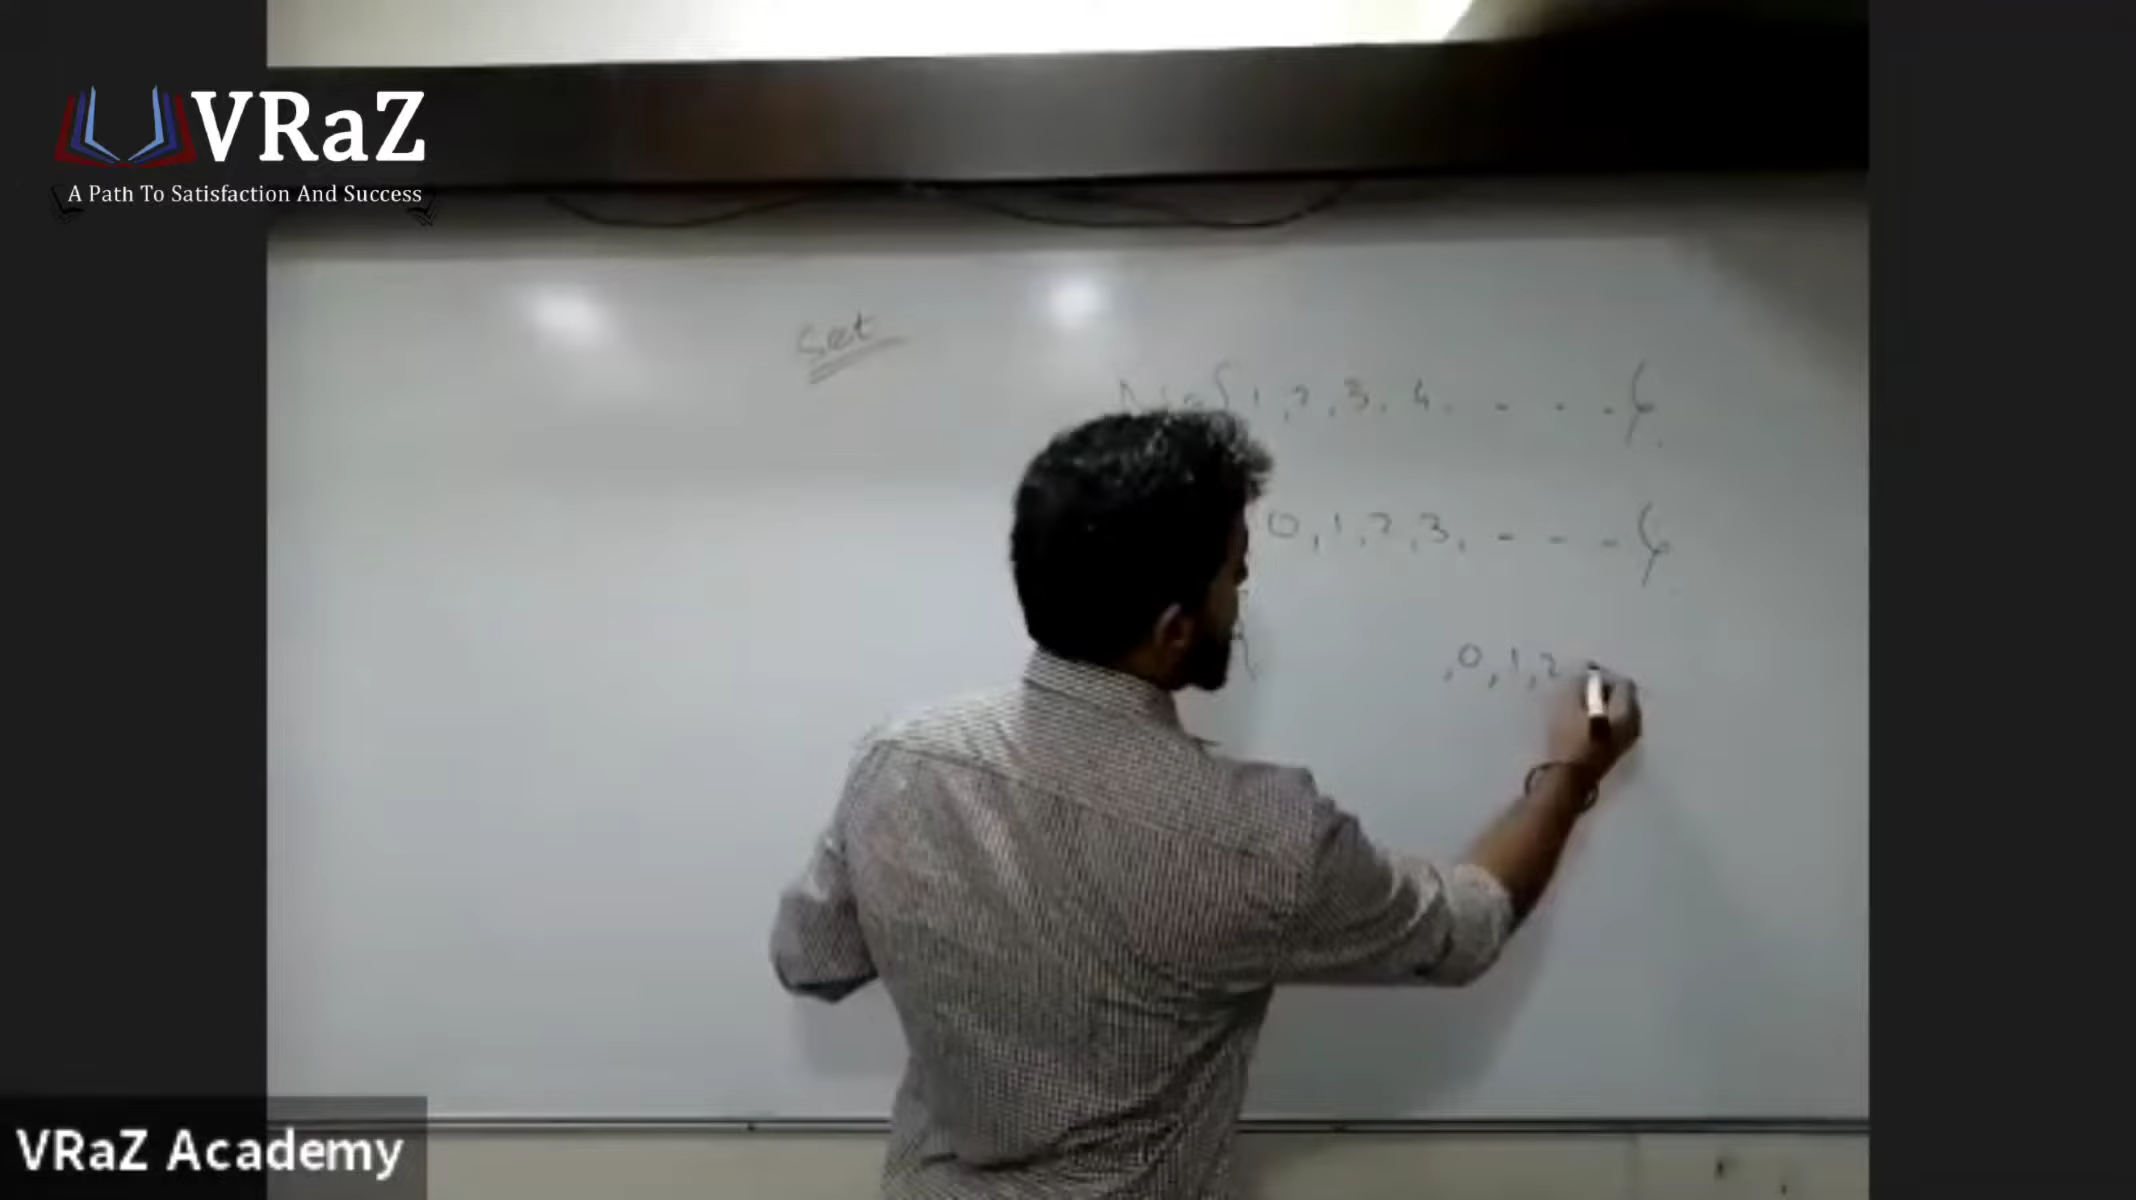 VRaZ
A Path To Satisfaction And Success
Set
N = { 1, 2, 3, 4, - - - }.
0, 1, 2, 3, - - - }
{ , 0, 1, 2
VRaZ Academy